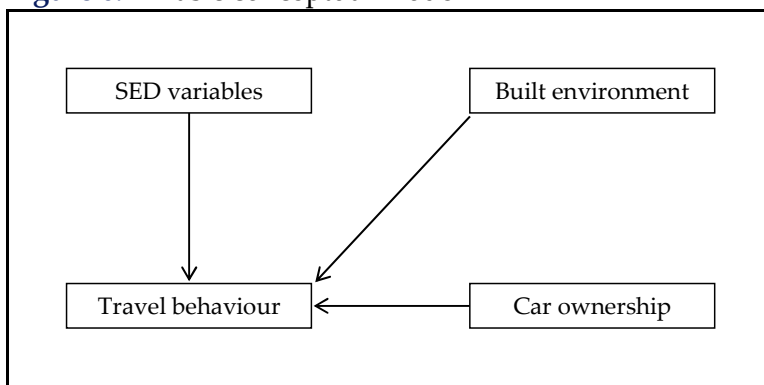 SED variables
Built environment
Travel behaviour
Car ownership